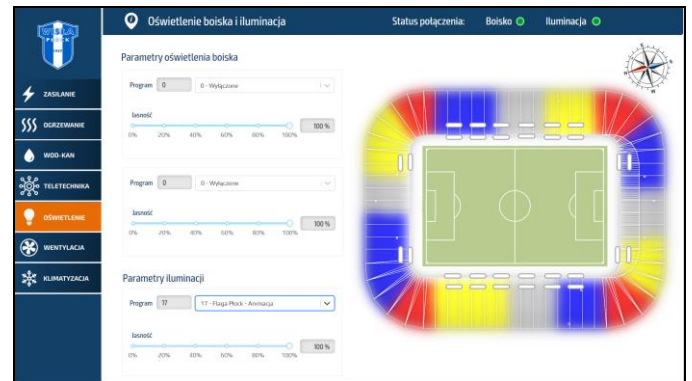 WISŁA
PŁOCK
Oświetlenie boiska i iluminacja
Status połączenia:
Boisko
Iluminacja
ZASILANIE
OGRZEWANIE
WOD-KAN
TELETECHNIKA
OŚWIETLENIE
WENTYLACJA
KLIMATYZACJA
Parametry oświetlenia boiska
Program
0
0 - Wyłączone
Jasność
100 %
0% 20% 40% 60% 80% 100%
Program
0
0 - Wyłączone
Jasność
100 %
0% 20% 40% 60% 80% 100%
Parametry iluminacji
Program
17
17 - Flaga Płock - Animacja
Jasność
100 %
0% 20% 40% 60% 80% 100%